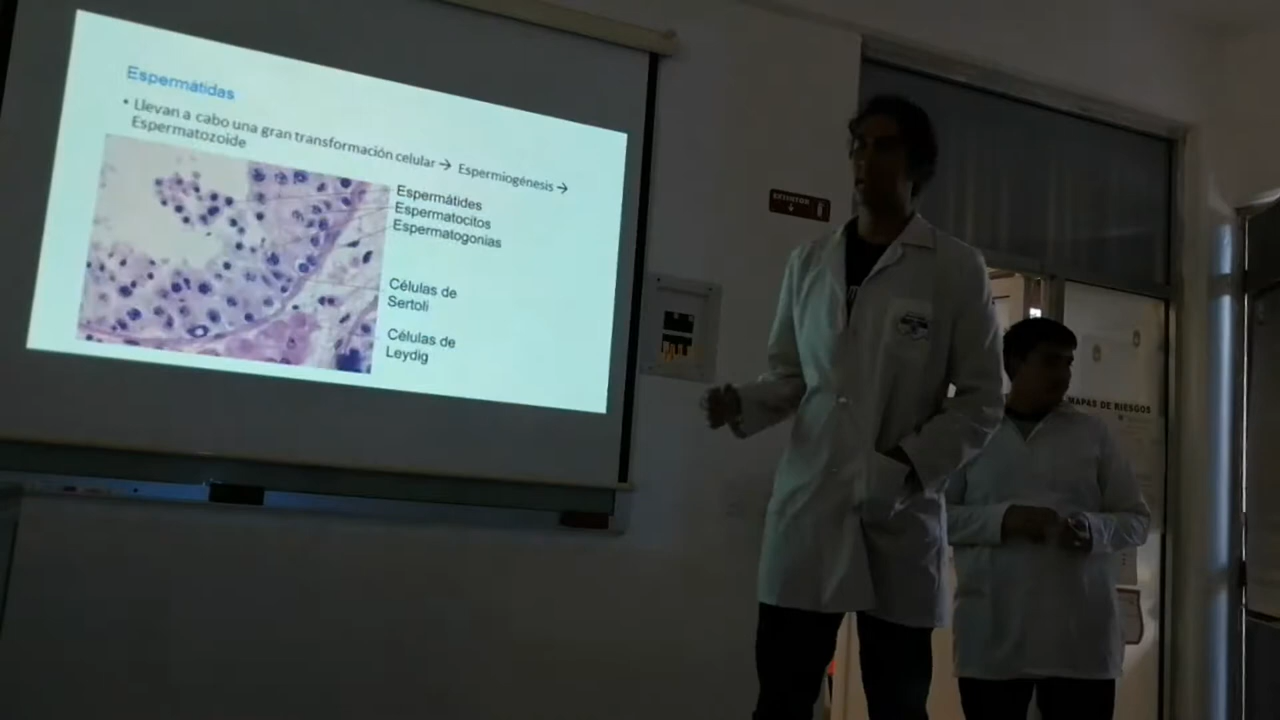 Espermátidas
• Llevan a cabo una gran transformación celular → Espermiogénesis →
Espermatozoide
Espermátides
Espermatocitos
Espermatogonias
Células de
Sertoli
Células de
Leydig
EXTINTOR
MAPAS DE RIESGOS